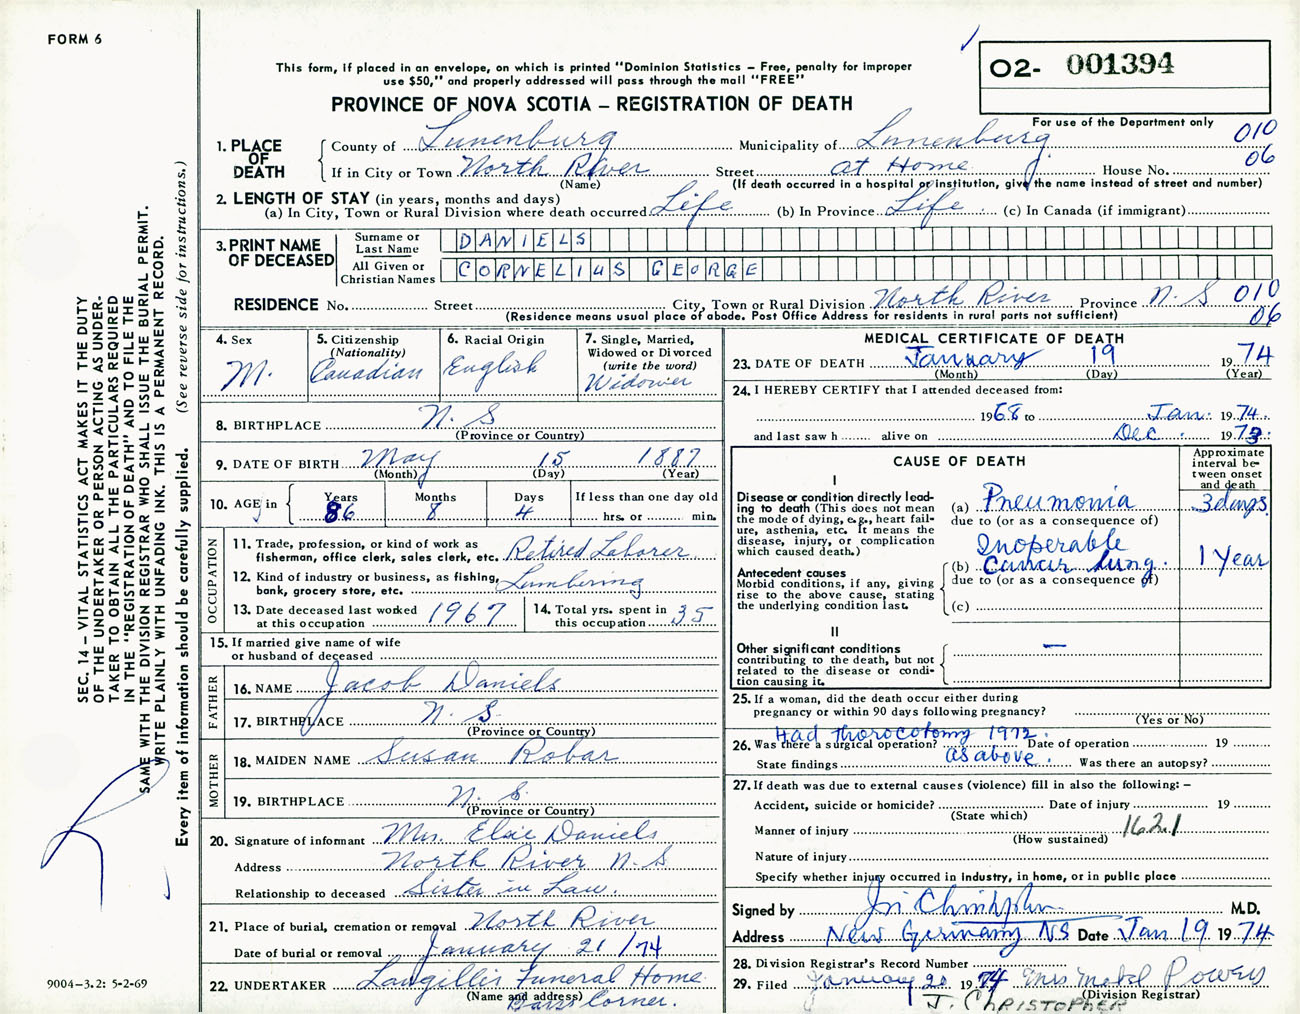 FORM 6
This form, if placed in an envelope, on which is printed "Dominion Statistics – Free, penalty for improper
use $50," and properly addressed will pass through the mail "FREE"
PROVINCE OF NOVA SCOTIA – REGISTRATION OF DEATH
02- 001394
For use of the Department only
010
06
1. PLACE OF DEATH County of Lunenburg Municipality of Lunenburg
If in City or Town North River Street at Home House No.
(Name) (If death occurred in a hospital or institution, give the name instead of street and number)
2. LENGTH OF STAY (in years, months and days)
(a) In City, Town or Rural Division where death occurred Life (b) In Province Life (c) In Canada (if immigrant)
3. PRINT NAME OF DECEASED
Surname or Last Name DANIELS
All Given or Christian Names CORNELIUS GEORGE
RESIDENCE No. Street City, Town or Rural Division North River Province N. S 010
(Residence means usual place of abode. Post Office Address for residents in rural parts not sufficient) 06
4. Sex M.
5. Citizenship (Nationality) Canadian
6. Racial Origin English
7. Single, Married, Widowed or Divorced (write the word) Widower
8. BIRTHPLACE N. S
(Province or Country)
9. DATE OF BIRTH May 15 1887
(Month) (Day) (Year)
10. AGE in Years 86 Months 8 Days 4 If less than one day old hrs. or min.
OCCUPATION
11. Trade, profession, or kind of work as
fisherman, office clerk, sales clerk, etc. Retired Laborer
12. Kind of industry or business, as fishing,
bank, grocery store, etc. Lumbering
13. Date deceased last worked
at this occupation 1967
14. Total yrs. spent in
this occupation 35
15. If married give name of wife
or husband of deceased
FATHER
16. NAME Jacob Daniels
17. BIRTHPLACE N. S.
(Province or Country)
MOTHER
18. MAIDEN NAME Susan Robar
19. BIRTHPLACE N. S.
(Province or Country)
20. Signature of informant Mrs. Elsie Daniels
Address North River N. S
Relationship to deceased Sister in Law.
21. Place of burial, cremation or removal North River
Date of burial or removal January 21/74
22. UNDERTAKER Langillis Funeral Home
(Name and address) Barss Corner.
MEDICAL CERTIFICATE OF DEATH
23. DATE OF DEATH January 19 1974
(Month) (Day) (Year)
24. I HEREBY CERTIFY that I attended deceased from:
1968 to Jan. 1974.
and last saw h alive on Dec. 1973.
CAUSE OF DEATH
Approximate interval between onset and death
I
Disease or condition directly leading
to death (This does not mean
the mode of dying, e.g., heart failure,
asthenia, etc. It means the
disease, injury, or complication
which caused death.)
(a) Pneumonia 3 days.
due to (or as a consequence of)
Inoperable
(b) Cancer lung. 1 Year
due to (or as a consequence of)
(c)
Antecedent causes
Morbid conditions, if any, giving
rise to the above cause, stating
the underlying condition last.
II
Other significant conditions —
contributing to the death, but not
related to the disease or condition
causing it.
25. If a woman, did the death occur either during
pregnancy or within 90 days following pregnancy?
(Yes or No)
Had thorocotomy 1972.
26. Was there a surgical operation? Date of operation 19
State findings as above. Was there an autopsy?
27. If death was due to external causes (violence) fill in also the following: –
Accident, suicide or homicide? Date of injury 19
(State which)
Manner of injury 162.1
(How sustained)
Nature of injury
Specify whether injury occurred in industry, in home, or in public place
Signed by M.D.
Address New Germany NS Date Jan 19 1974
28. Division Registrar's Record Number
29. Filed January 20 1974 Mrs Mabel Powers
(Division Registrar)
J. CHRISTOPHER
SEC. 14 – VITAL STATISTICS ACT MAKES IT THE DUTY
OF THE UNDERTAKER OR PERSON ACTING AS UNDERTAKER
TO OBTAIN ALL THE PARTICULARS REQUIRED
IN THE "REGISTRATION OF DEATH" AND TO FILE THE
SAME WITH THE DIVISION REGISTRAR WHO SHALL ISSUE THE BURIAL PERMIT.
WRITE PLAINLY WITH UNFADING INK. THIS IS A PERMANENT RECORD.
Every item of information should be carefully supplied. (See reverse side for instructions.)
9004–3.2: 5-2-69